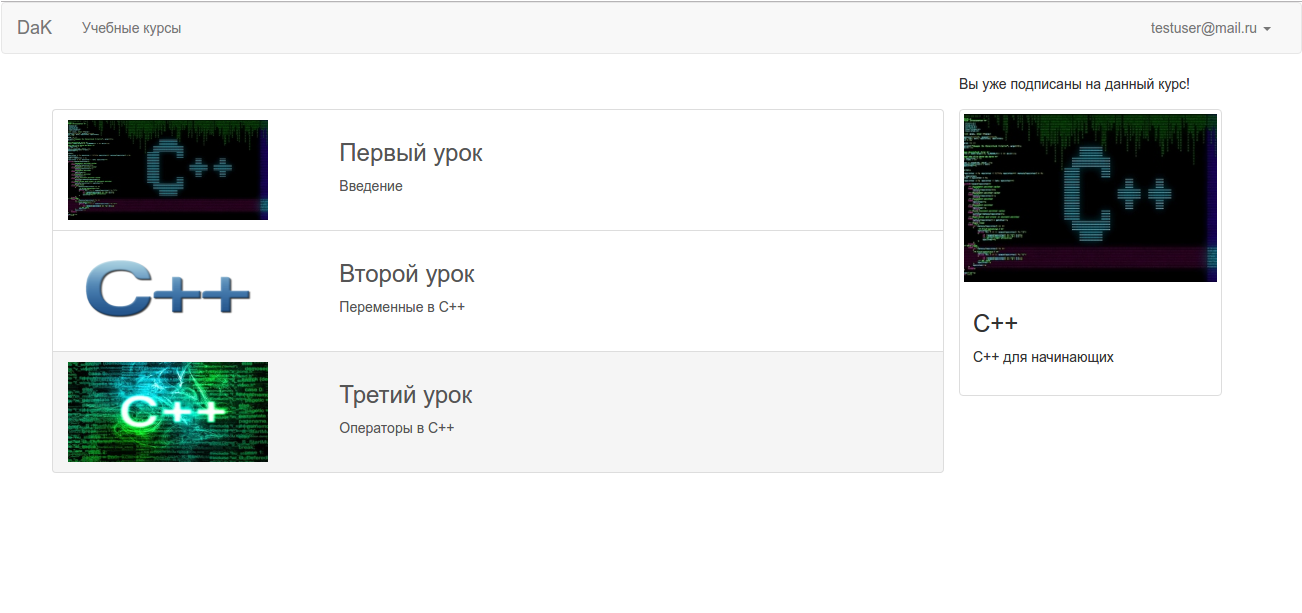 DaK Учебные курсы testuser@mail.ru
Вы уже подписаны на данный курс!
C++
Первый урок
Введение
C++
Второй урок
Переменные в C++
C++
Третий урок
Операторы в C++
C++
C++
C++ для начинающих